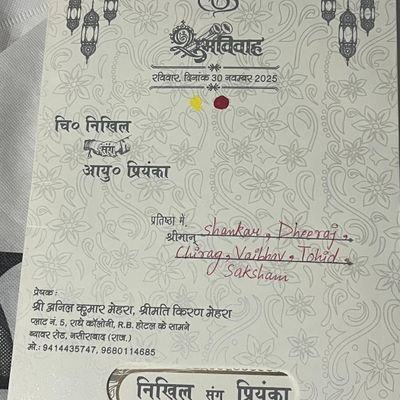 शुभविवाह
रविवार, दिनांक 30 नवम्बर 2025
चि० निखिल
संग
आयु० प्रियंका
प्रतिष्ठा में,
श्रीमान् Shankar, Dheeraj,
Chirag, Vaibhav, Tohid,
Saksham
प्रेषक :
श्री अनिल कुमार मेहरा, श्रीमति किरण मेहरा
प्लाट नं. 5, राधे कॉलोनी, R.B. होटल के सामने
ब्यावर रोड, नसीराबाद (राज.)
मो.: 9414435747, 9680114685
निखिल संग प्रियंका